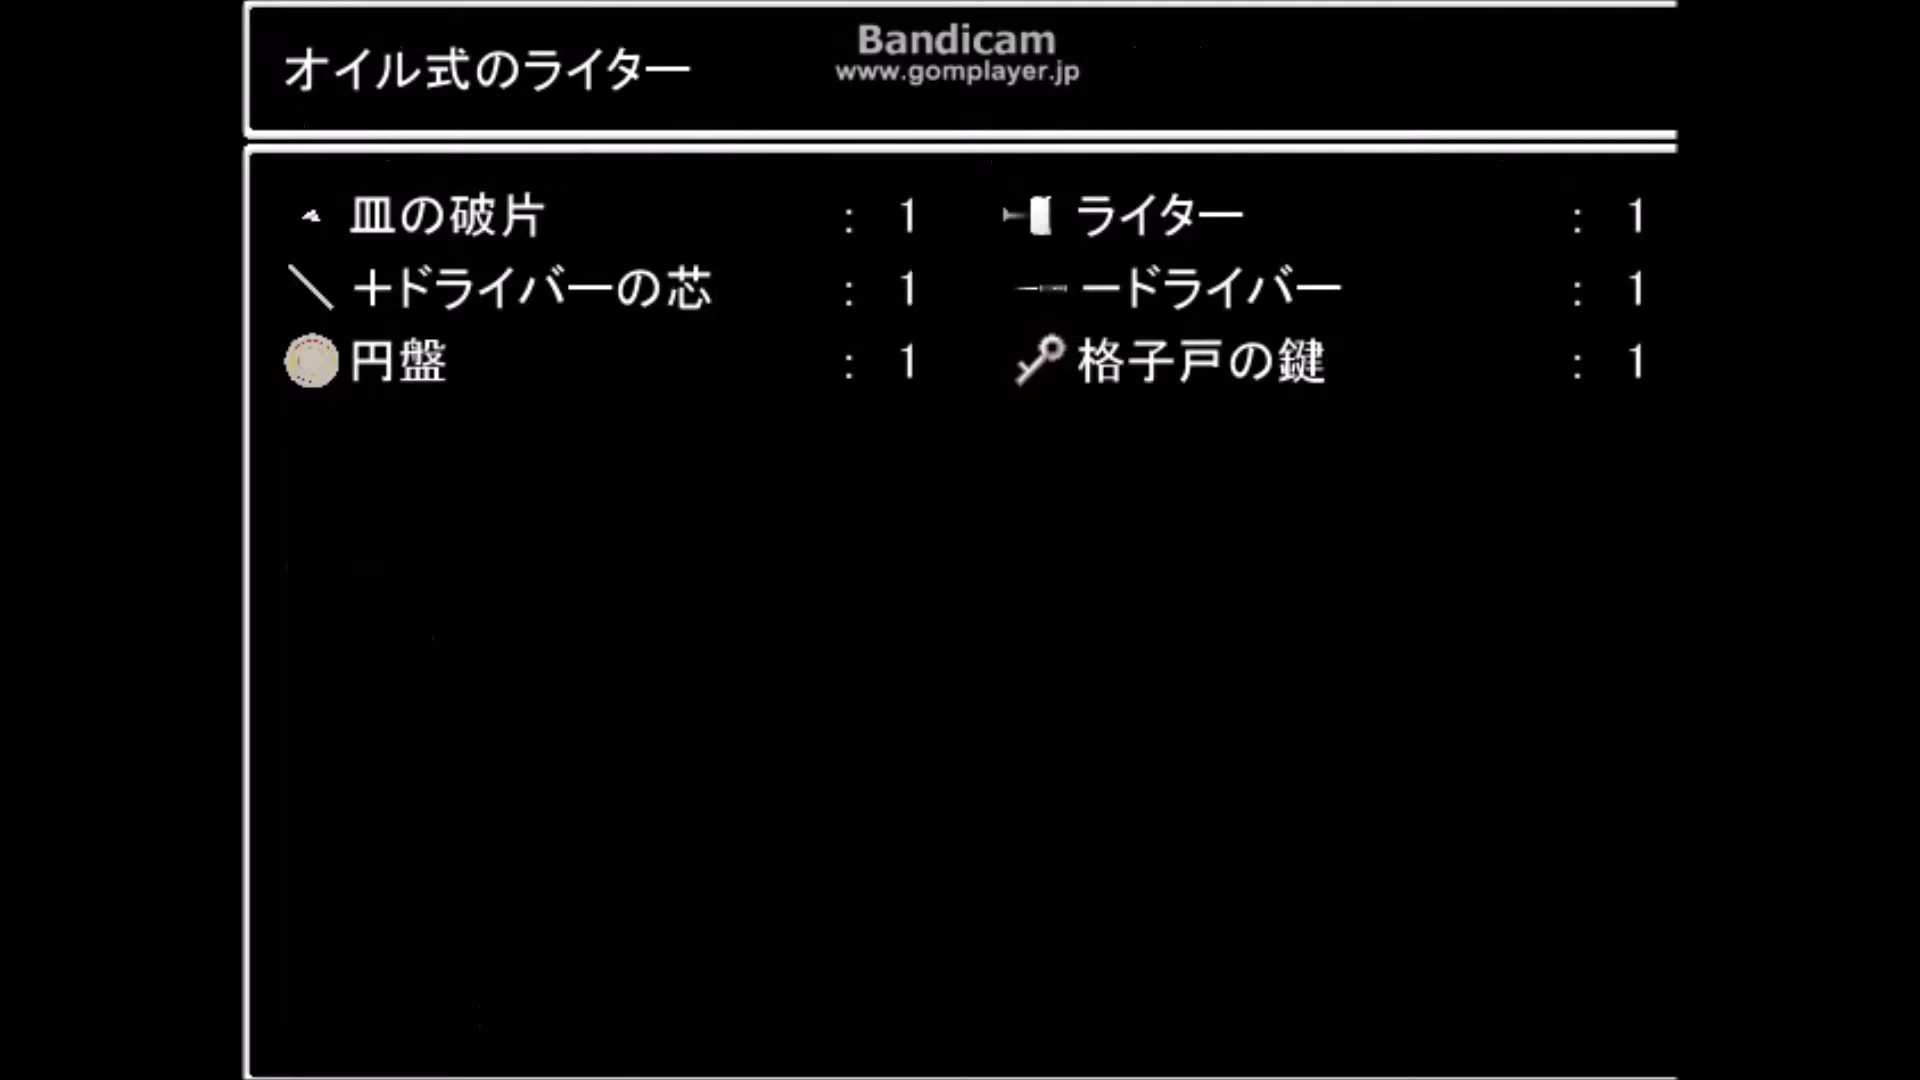 オイル式のライター
Bandicam
www.gomplayer.jp
皿の破片 : 1 ライター : 1
+ドライバーの芯 : 1 ードライバー : 1
円盤 : 1 格子戸の鍵 : 1